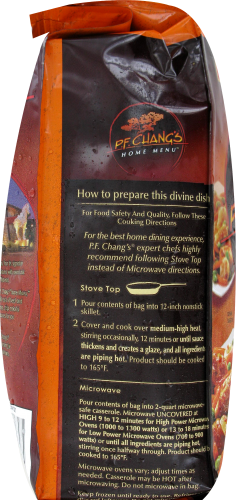 P.F. CHANG'S
HOME MENU
How to prepare this divine dish
For Food Safety And Quality, Follow These
Cooking Directions
For the best home dining experience,
P.F. Chang's® expert chefs highly
recommend following Stove Top
instead of Microwave directions.
Stove Top
1 Pour contents of bag into 12-inch nonstick
skillet.
2 Cover and cook over medium-high heat,
stirring occasionally, 12 minutes or until sauce
thickens and creates a glaze, and all ingredients
are piping hot. Product should be cooked
to 165°F.
Microwave
Pour contents of bag into 2-quart microwave-
safe casserole. Microwave UNCOVERED
HIGH 9 to 12 minutes for High Power Microwave
Ovens (1000 to 1300 watts) or 13 to 18 minutes
for Low Power Microwave Ovens (700 to 900
watts) or until all ingredients are piping hot,
stirring once halfway through. Product should be
cooked to 165°F.
Microwave ovens vary; adjust times as
needed. Casserole may be HOT after
microwaving. Do not microwave in bag.
Keep frozen until ready to use.